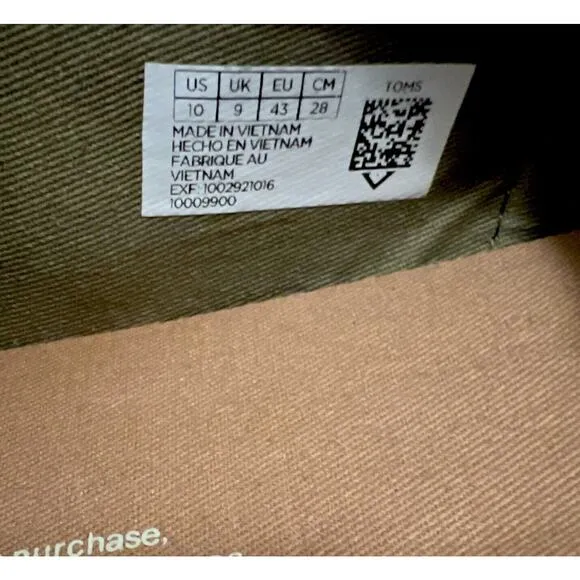 US UK EU CM
10 9 43 28
MADE IN VIETNAM
HECHO EN VIETNAM
FABRIQUE AU
VIETNAM
EXF: 1002921016
10009900
TOMS
purchase,